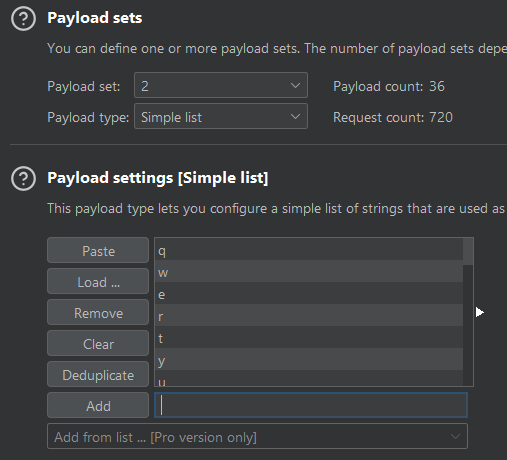 Payload sets
You can define one or more payload sets. The number of payload sets depe
Payload set: 2 Payload count: 36
Payload type: Simple list Request count: 720
Payload settings [Simple list]
This payload type lets you configure a simple list of strings that are used as
Paste q
w
Load ... e
Remove r
Clear t
y
Deduplicate u
Add
Add from list ... [Pro version only]